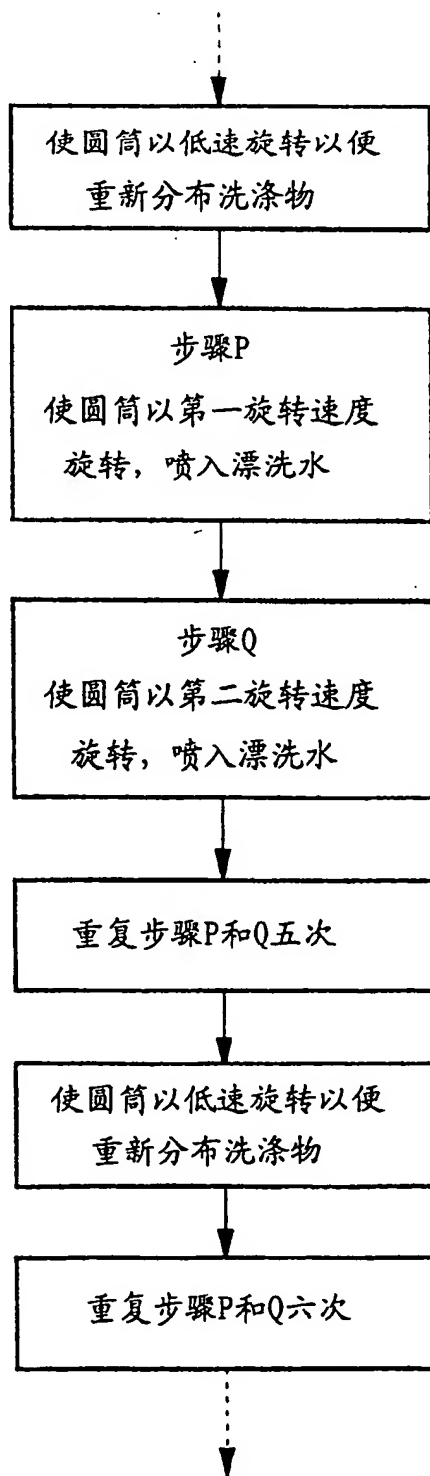 使圆筒以低速旋转以便
重新分布洗涤物
步骤P
使圆筒以第一旋转速度
旋转，喷入漂洗水
步骤Q
使圆筒以第二旋转速度
旋转，喷入漂洗水
重复步骤P和Q五次
使圆筒以低速旋转以便
重新分布洗涤物
重复步骤P和Q六次